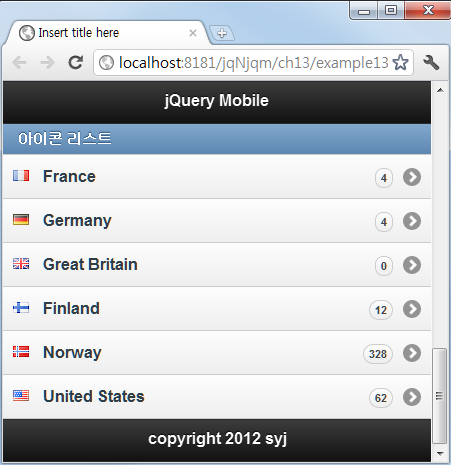 Insert title here
localhost:8181/jqNjqm/ch13/example13
jQuery Mobile
아이콘 리스트
France 4
Germany 4
Great Britain 0
Finland 12
Norway 328
United States 62
copyright 2012 syj